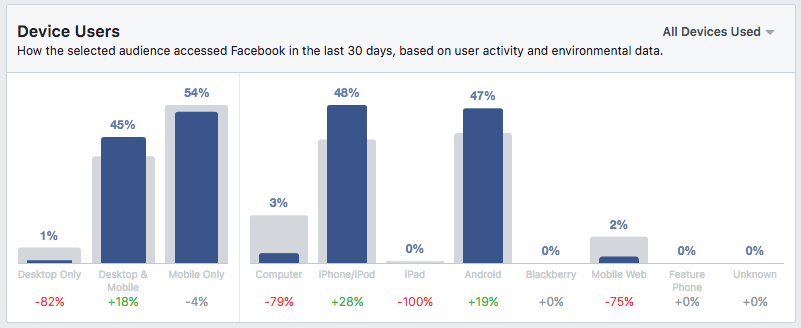 Device Users
All Devices Used
How the selected audience accessed Facebook in the last 30 days, based on user activity and environmental data.
1% 45% 54% 3% 48% 0% 47% 0% 2% 0% 0%
Desktop Only Desktop & Mobile Only Computer iPhone/iPod iPad Android Blackberry Mobile Web Feature Unknown
Mobile Phone
-82% +18% -4% -79% +28% -100% +19% +0% -75% +0% +0%